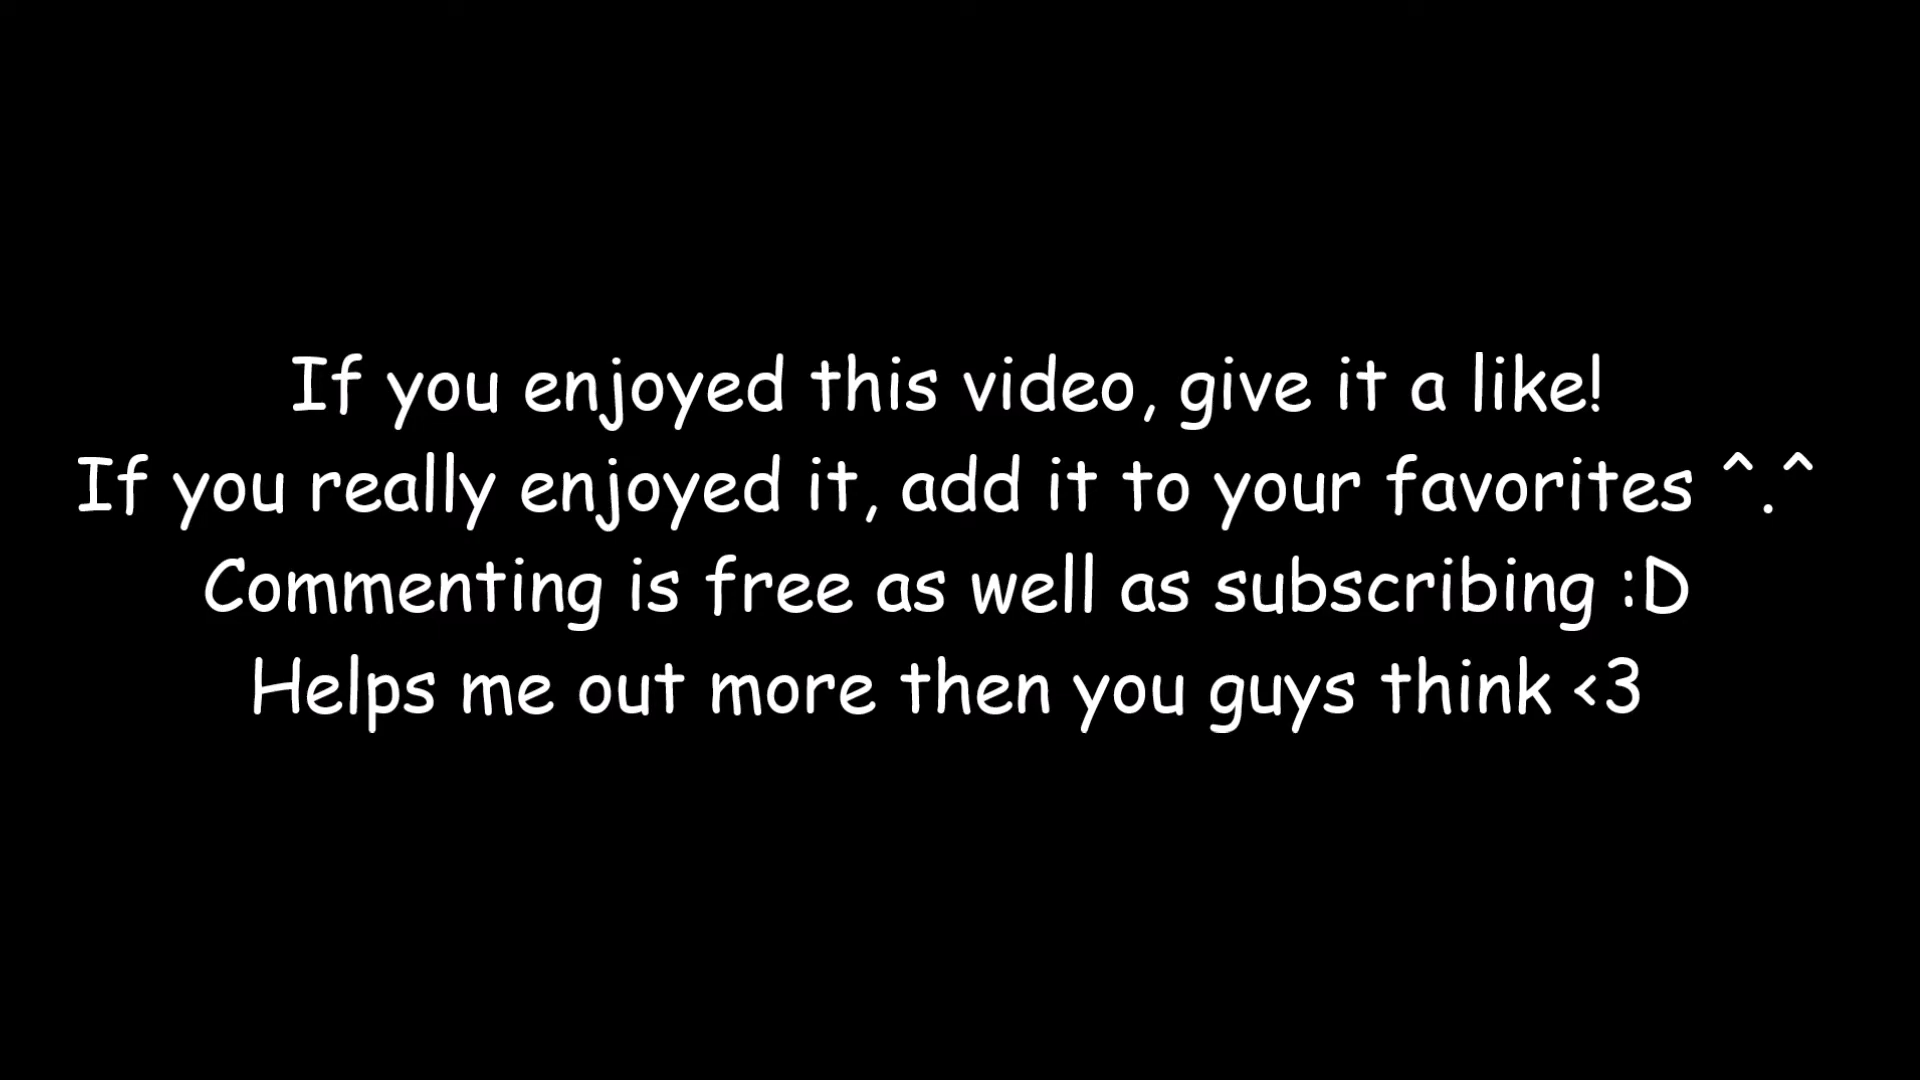 If you enjoyed this video, give it a like!
If you really enjoyed it, add it to your favorites ^.^
Commenting is free as well as subscribing :D
Helps me out more then you guys think <3